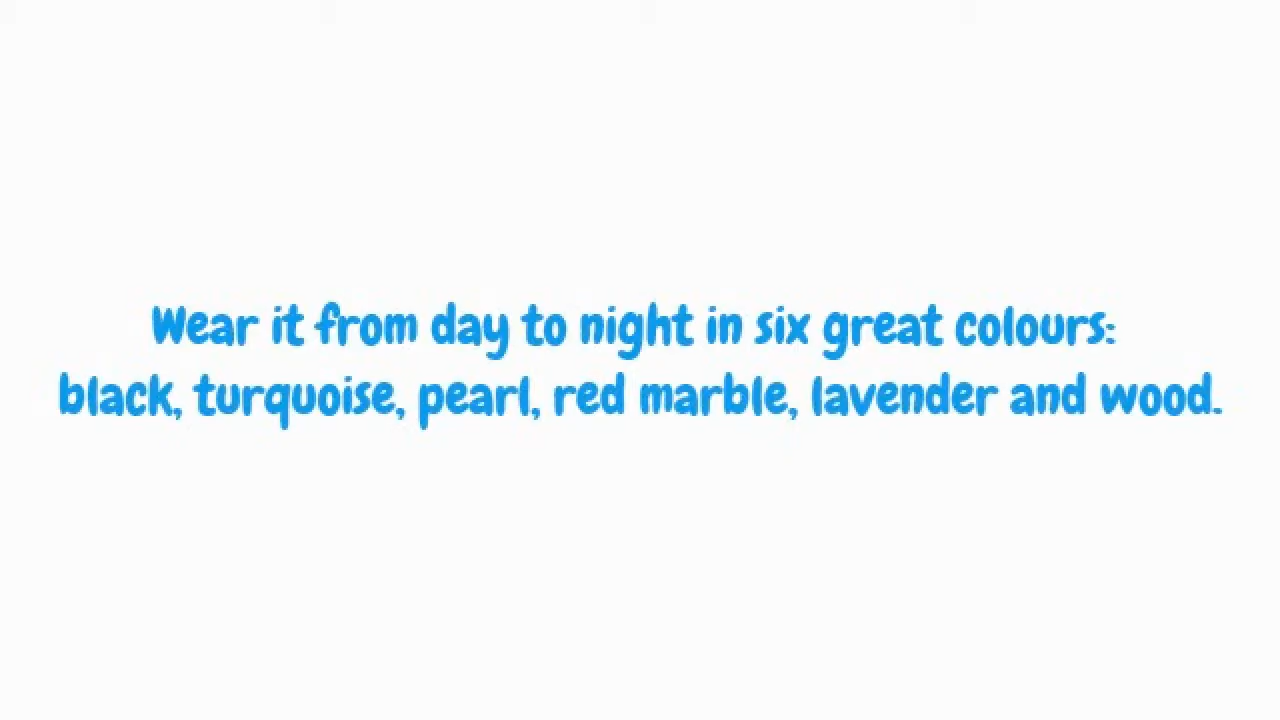 Wear it from day to night in six great colours:
black, turquoise, pearl, red marble, lavender and wood.